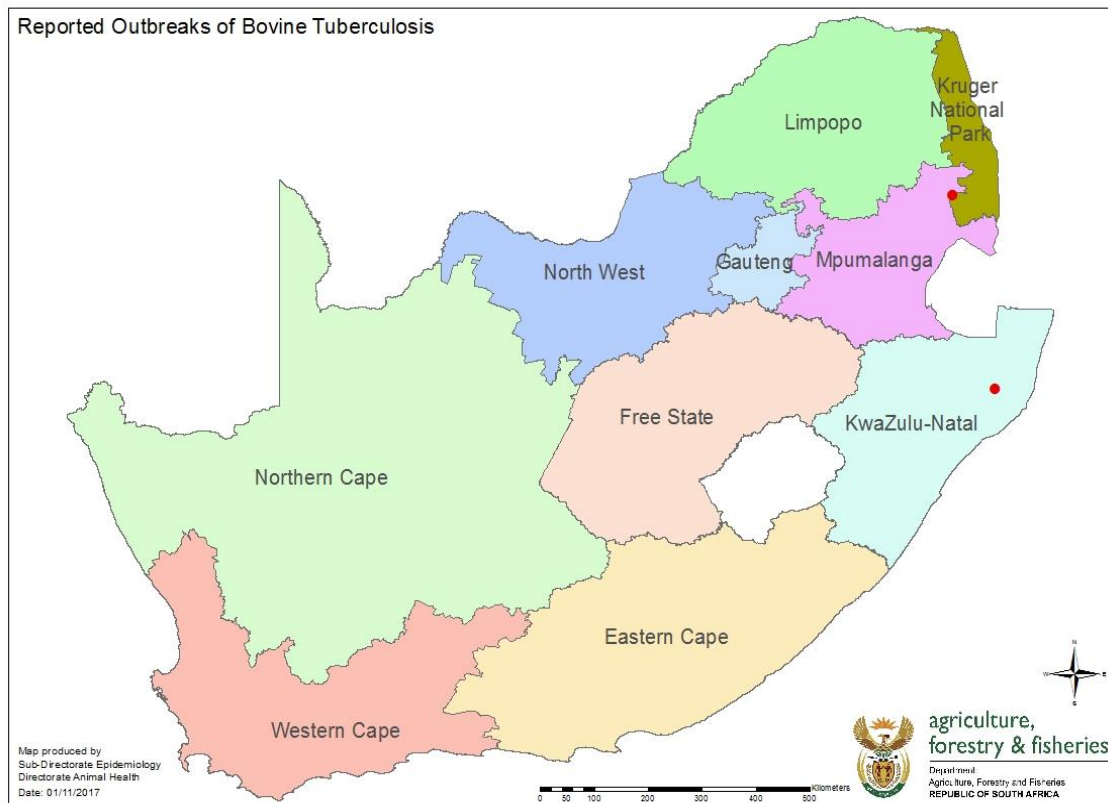 Reported Outbreaks of Bovine Tuberculosis
Kruger
National
Park
Limpopo
North West
Gauteng
Mpumalanga
Free State
KwaZulu-Natal
Northern Cape
Eastern Cape
Western Cape
N
W
E
S
Map produced by
Sub-Directorate Epidemiology
Directorate Animal Health
Date: 01/11/2017
Kilometers
0 50 100 200 300 400 500
agriculture,
forestry & fisheries
Department:
Agriculture, Forestry and Fisheries
REPUBLIC OF SOUTH AFRICA